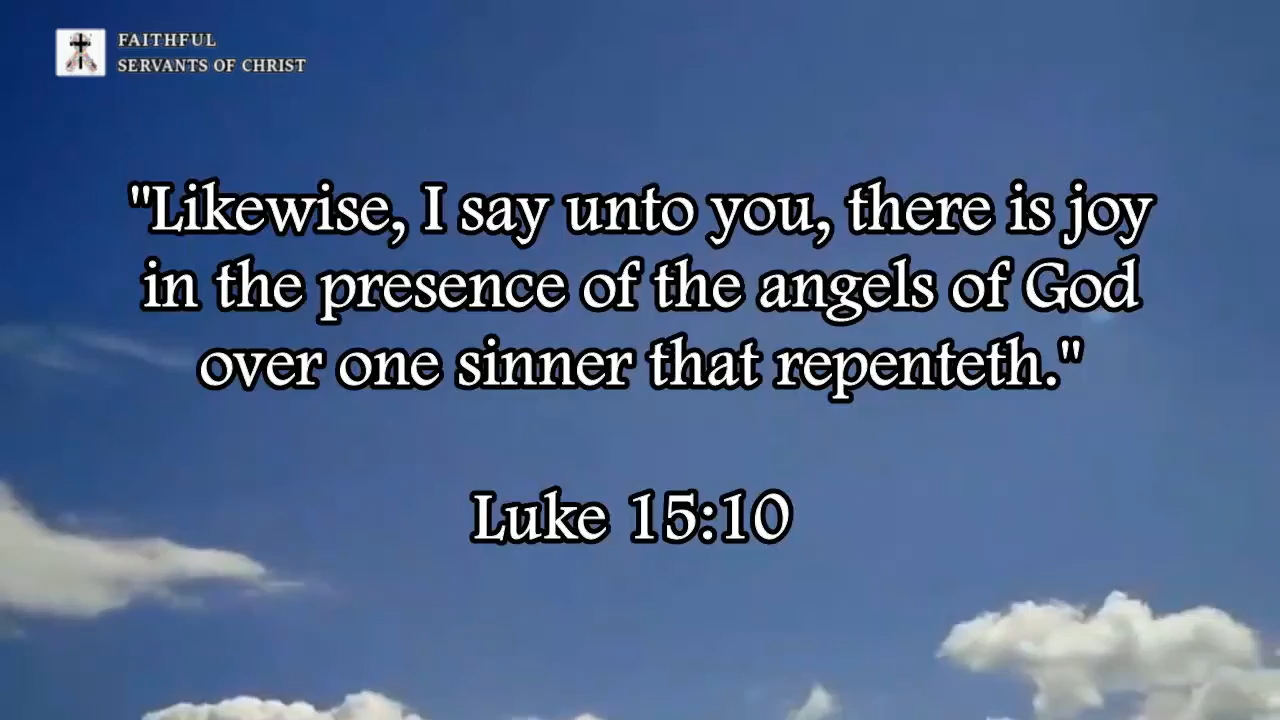 FAITHFUL
SERVANTS OF CHRIST
"Likewise, I say unto you, there is joy
in the presence of the angels of God
over one sinner that repenteth."
Luke 15:10